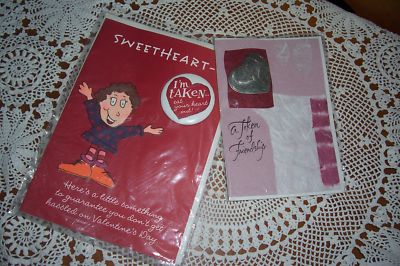 SWEETHEART-
I'm
tAKEN...
eat your heart
out!
Here's a little something
to guarantee you don't get
hassled on Valentine's Day.
a Token
of
Friendship